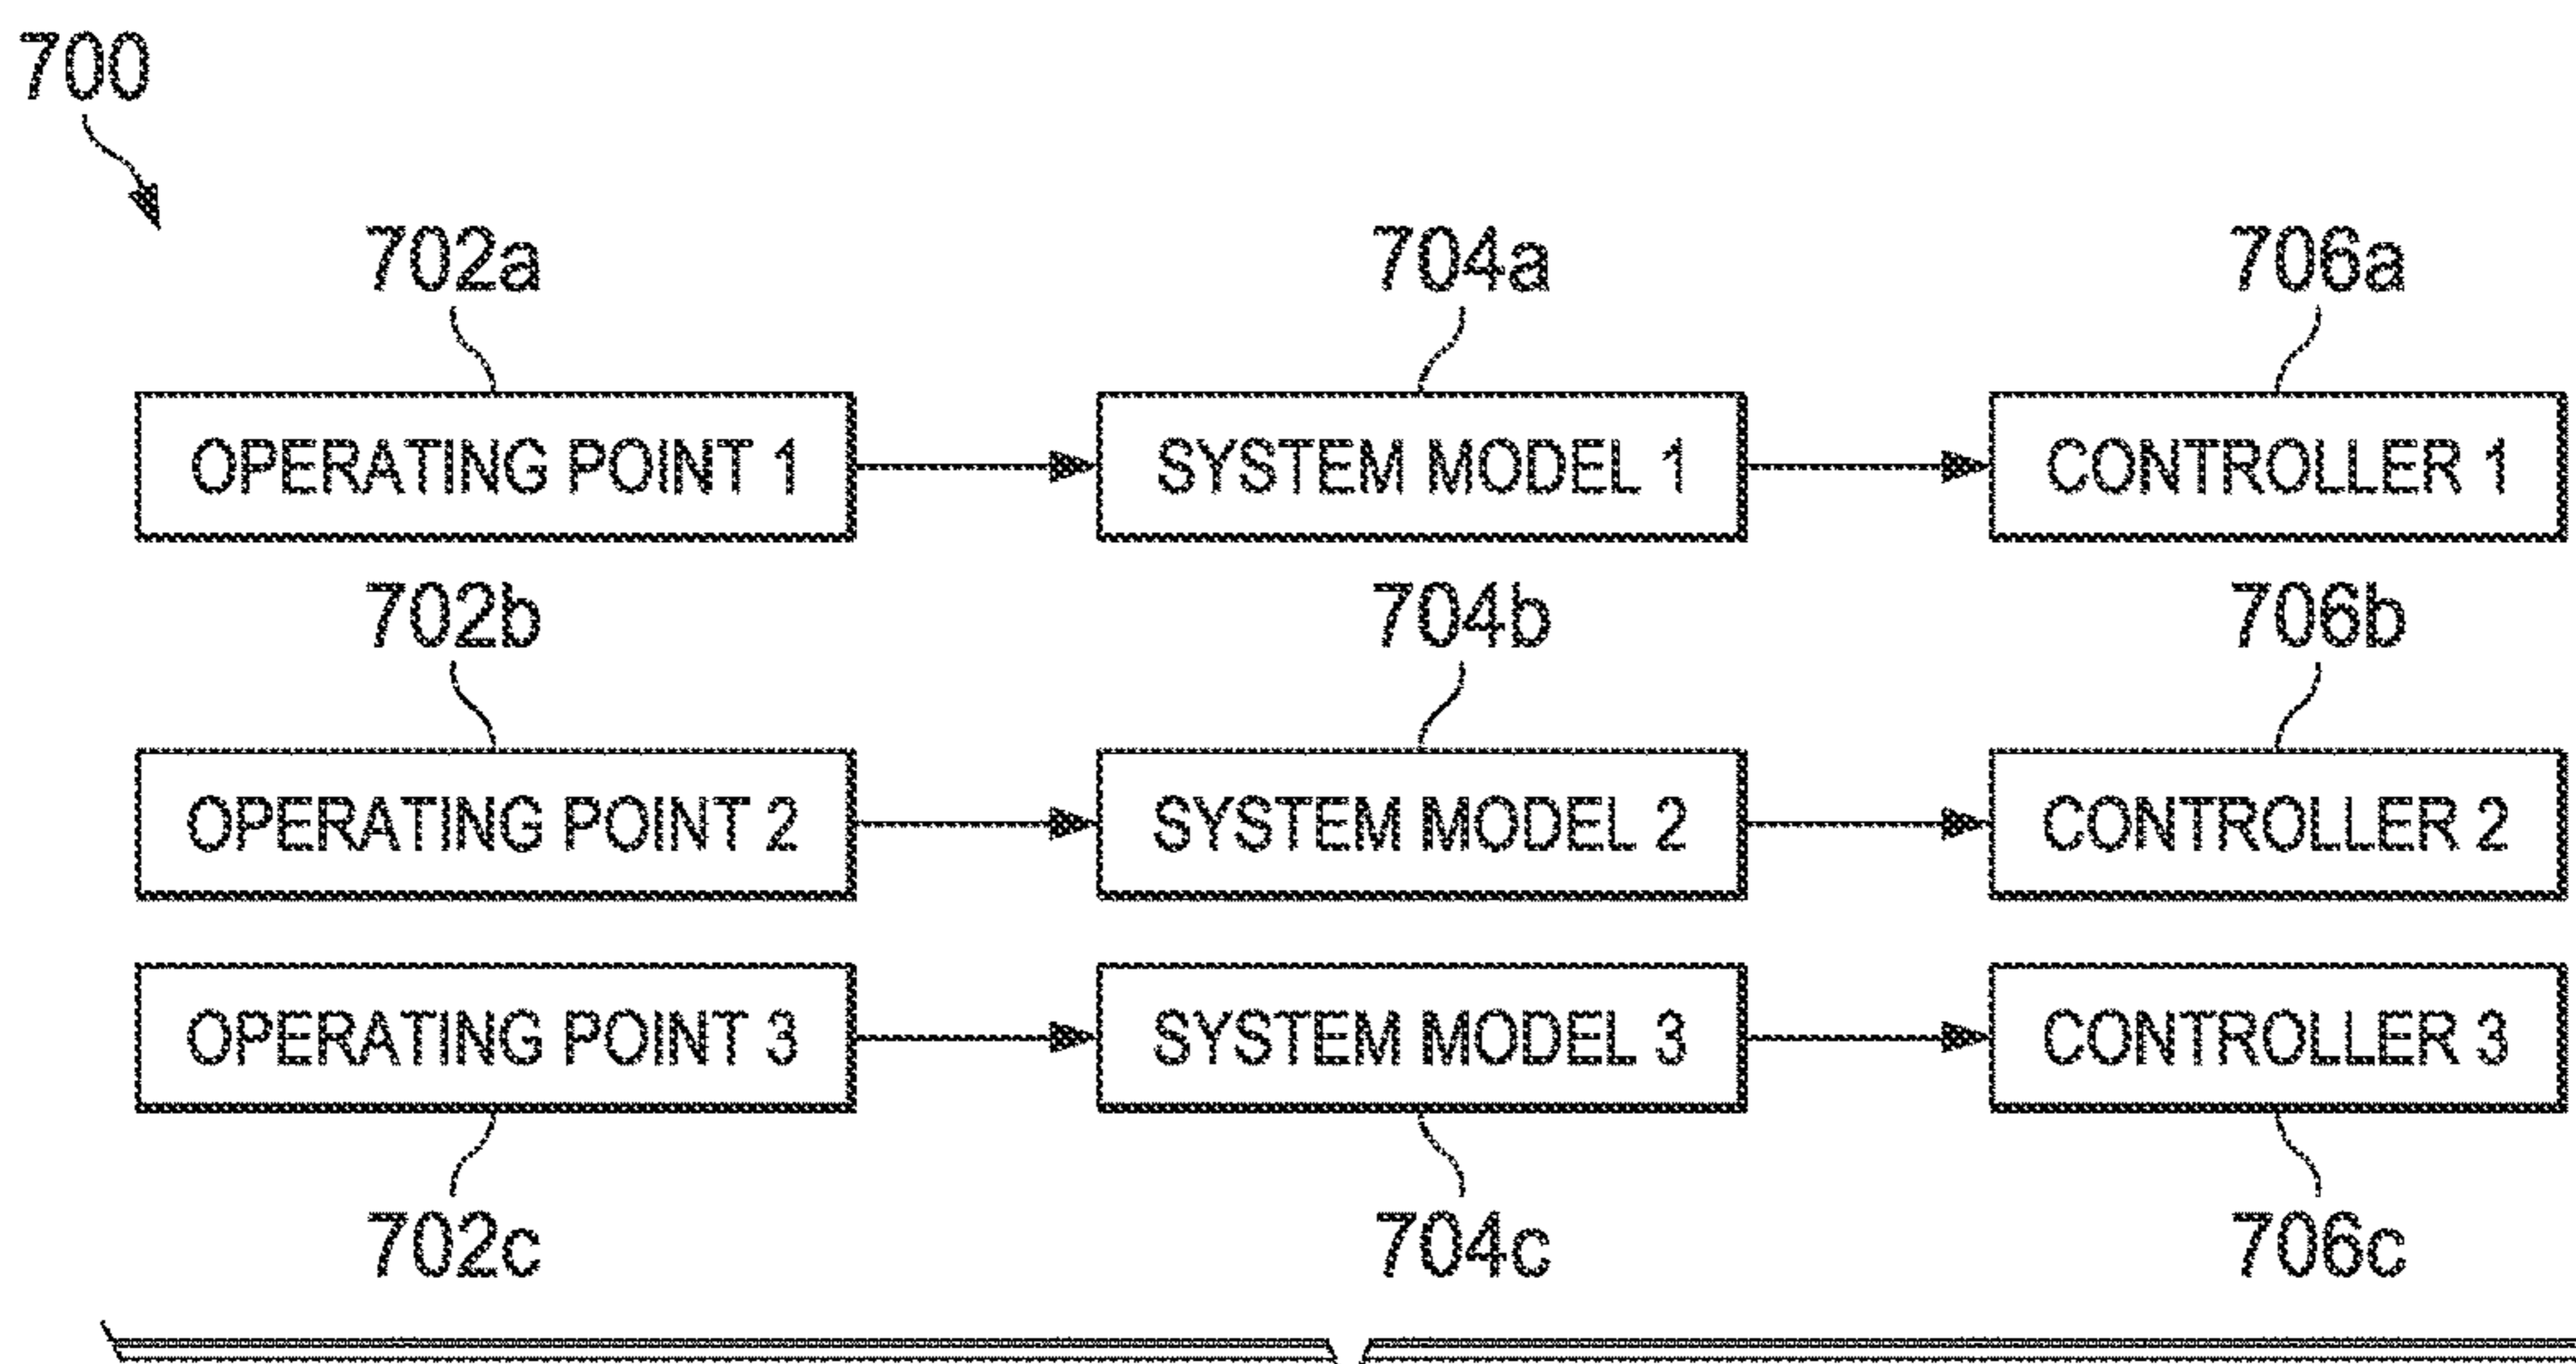 700
702a 704a 706a
OPERATING POINT 1 SYSTEM MODEL 1 CONTROLLER 1
702b 704b 706b
OPERATING POINT 2 SYSTEM MODEL 2 CONTROLLER 2
OPERATING POINT 3 SYSTEM MODEL 3 CONTROLLER 3
702c 704c 706c